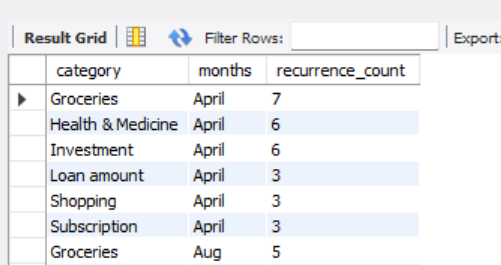 Result Grid Filter Rows: Export:
category months recurrence_count
Groceries April 7
Health & Medicine April 6
Investment April 6
Loan amount April 3
Shopping April 3
Subscription April 3
Groceries Aug 5